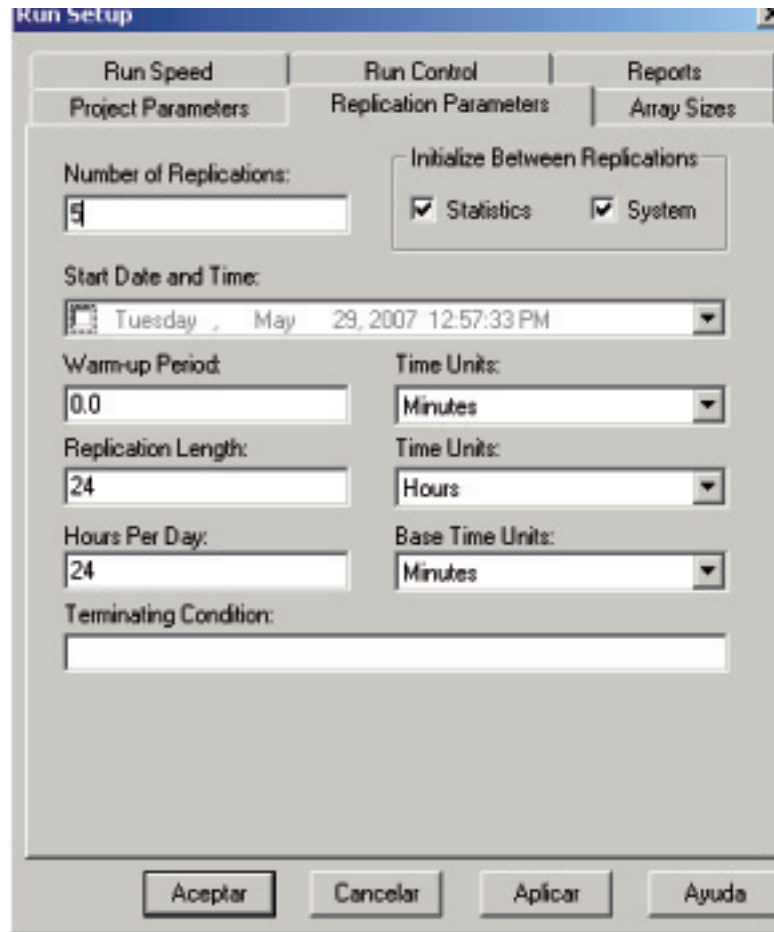 Run Setup
Run Speed Run Control Reports
Project Parameters Replication Parameters Array Sizes
Number of Replications: Initialize Between Replications
5 Statistics System
Start Date and Time:
Tuesday , May 29, 2007 12:57:33 PM
Warm-up Period: Time Units:
0.0 Minutes
Replication Length: Time Units:
24 Hours
Hours Per Day: Base Time Units:
24 Minutes
Terminating Condition:
Aceptar Cancelar Aplicar Ayuda